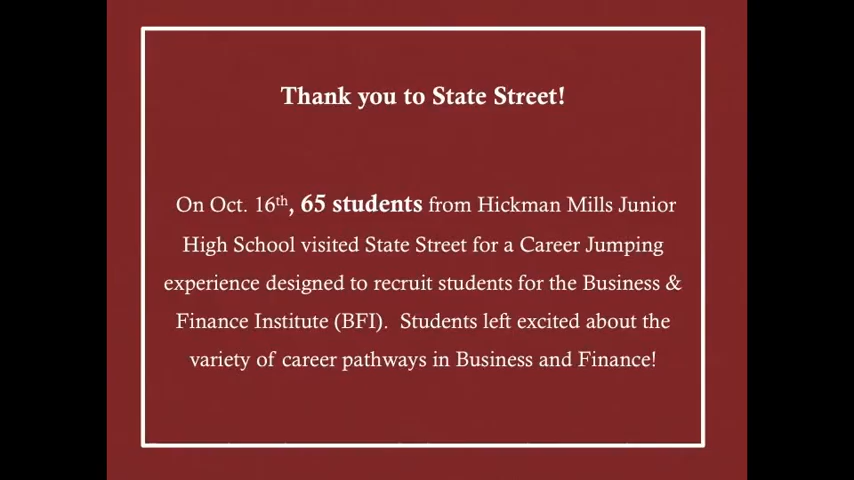 Thank you to State Street!
On Oct. 16th, 65 students from Hickman Mills Junior
High School visited State Street for a Career Jumping
experience designed to recruit students for the Business &
Finance Institute (BFI).  Students left excited about the
variety of career pathways in Business and Finance!